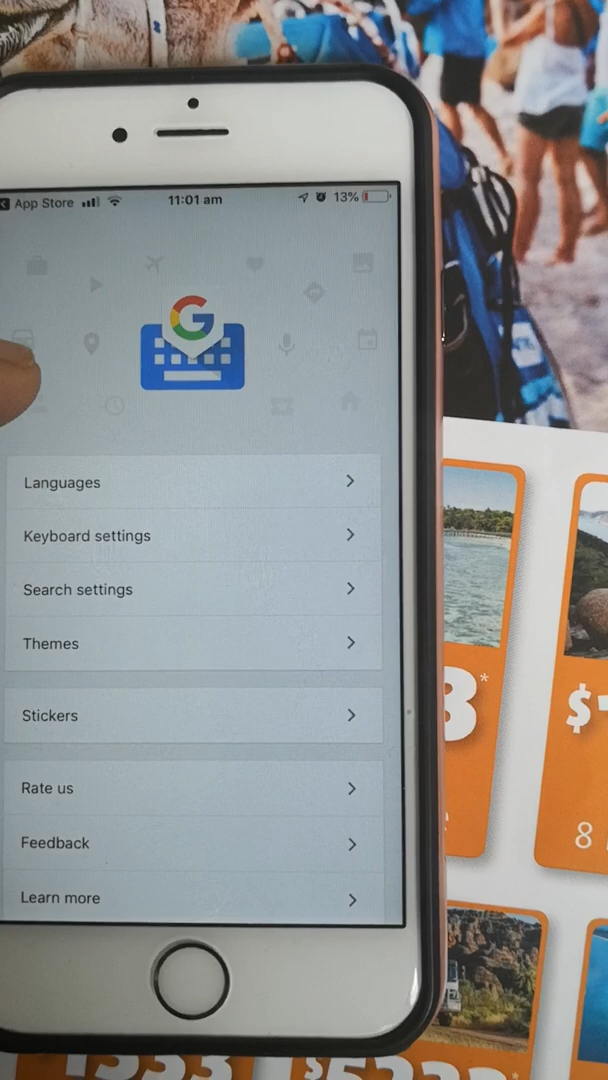 App Store
11:01 am
13%
G
Languages
Keyboard settings
Search settings
Themes
Stickers
Rate us
Feedback
Learn more
*
$
8
*